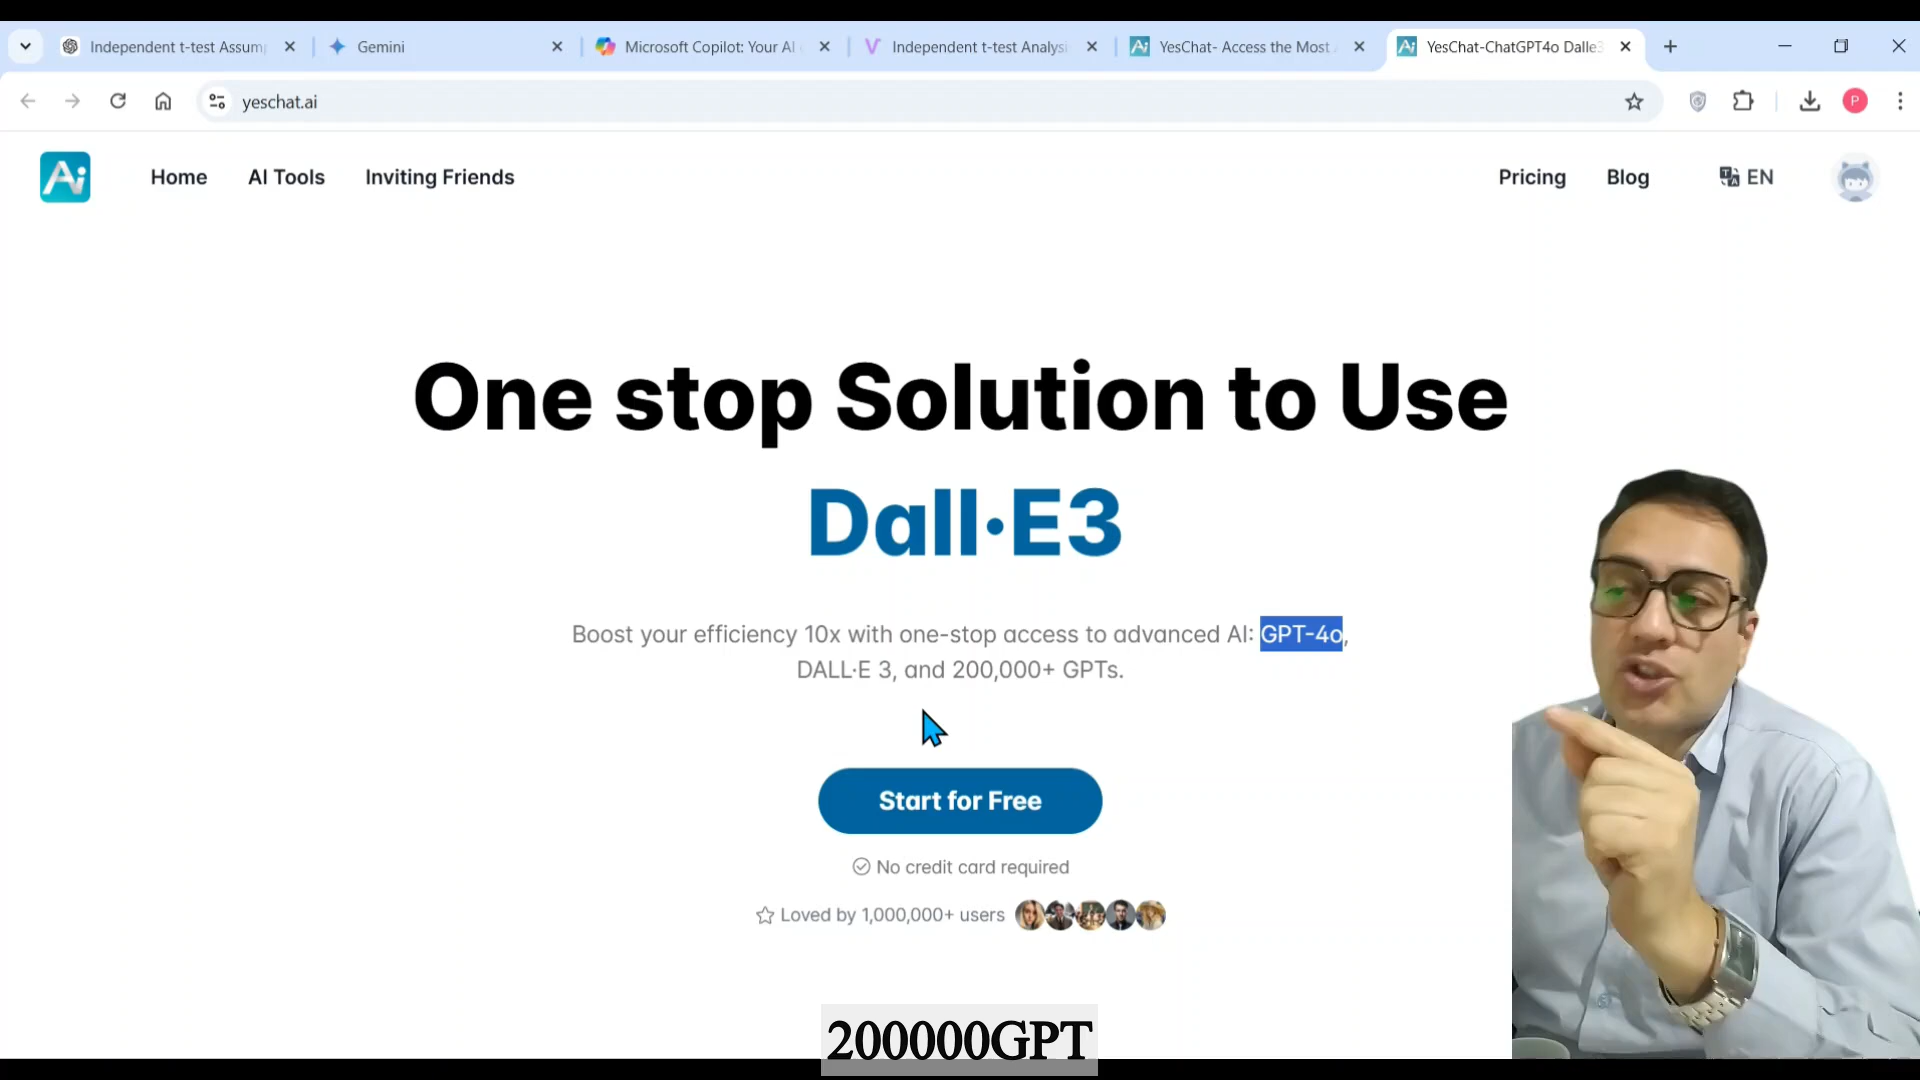 Independent t-test Assum
Gemini
Microsoft Copilot: Your AI
Independent t-test Analysi
YesChat- Access the Most
YesChat-ChatGPT4o Dalle3
yeschat.ai
P
Ai
Home
AI Tools
Inviting Friends
Pricing
Blog
EN
One stop Solution to Use
Dall·E3
Boost your efficiency 10x with one-stop access to advanced AI: GPT-4o,
DALL·E 3, and 200,000+ GPTs.
Start for Free
No credit card required
Loved by 1,000,000+ users
200000GPT